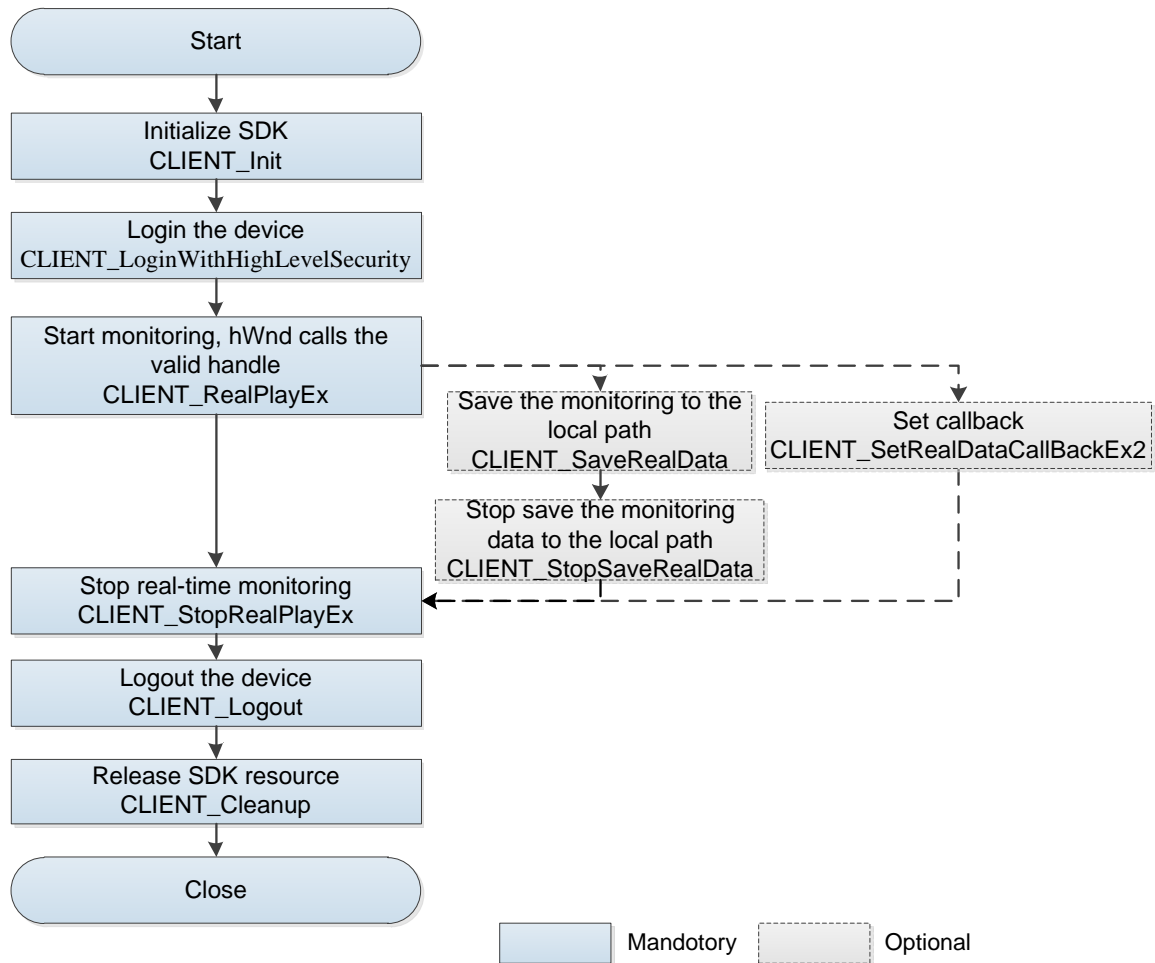 Start
Initialize SDK
CLIENT_Init
Login the device
CLIENT_LoginWithHighLevelSecurity
Start monitoring, hWnd calls the
valid handle
CLIENT_RealPlayEx
Save the monitoring to the
local path
CLIENT_SaveRealData
Set callback
CLIENT_SetRealDataCallBackEx2
Stop save the monitoring
data to the local path
CLIENT_StopSaveRealData
Stop real-time monitoring
CLIENT_StopRealPlayEx
Logout the device
CLIENT_Logout
Release SDK resource
CLIENT_Cleanup
Close
Mandotory
Optional